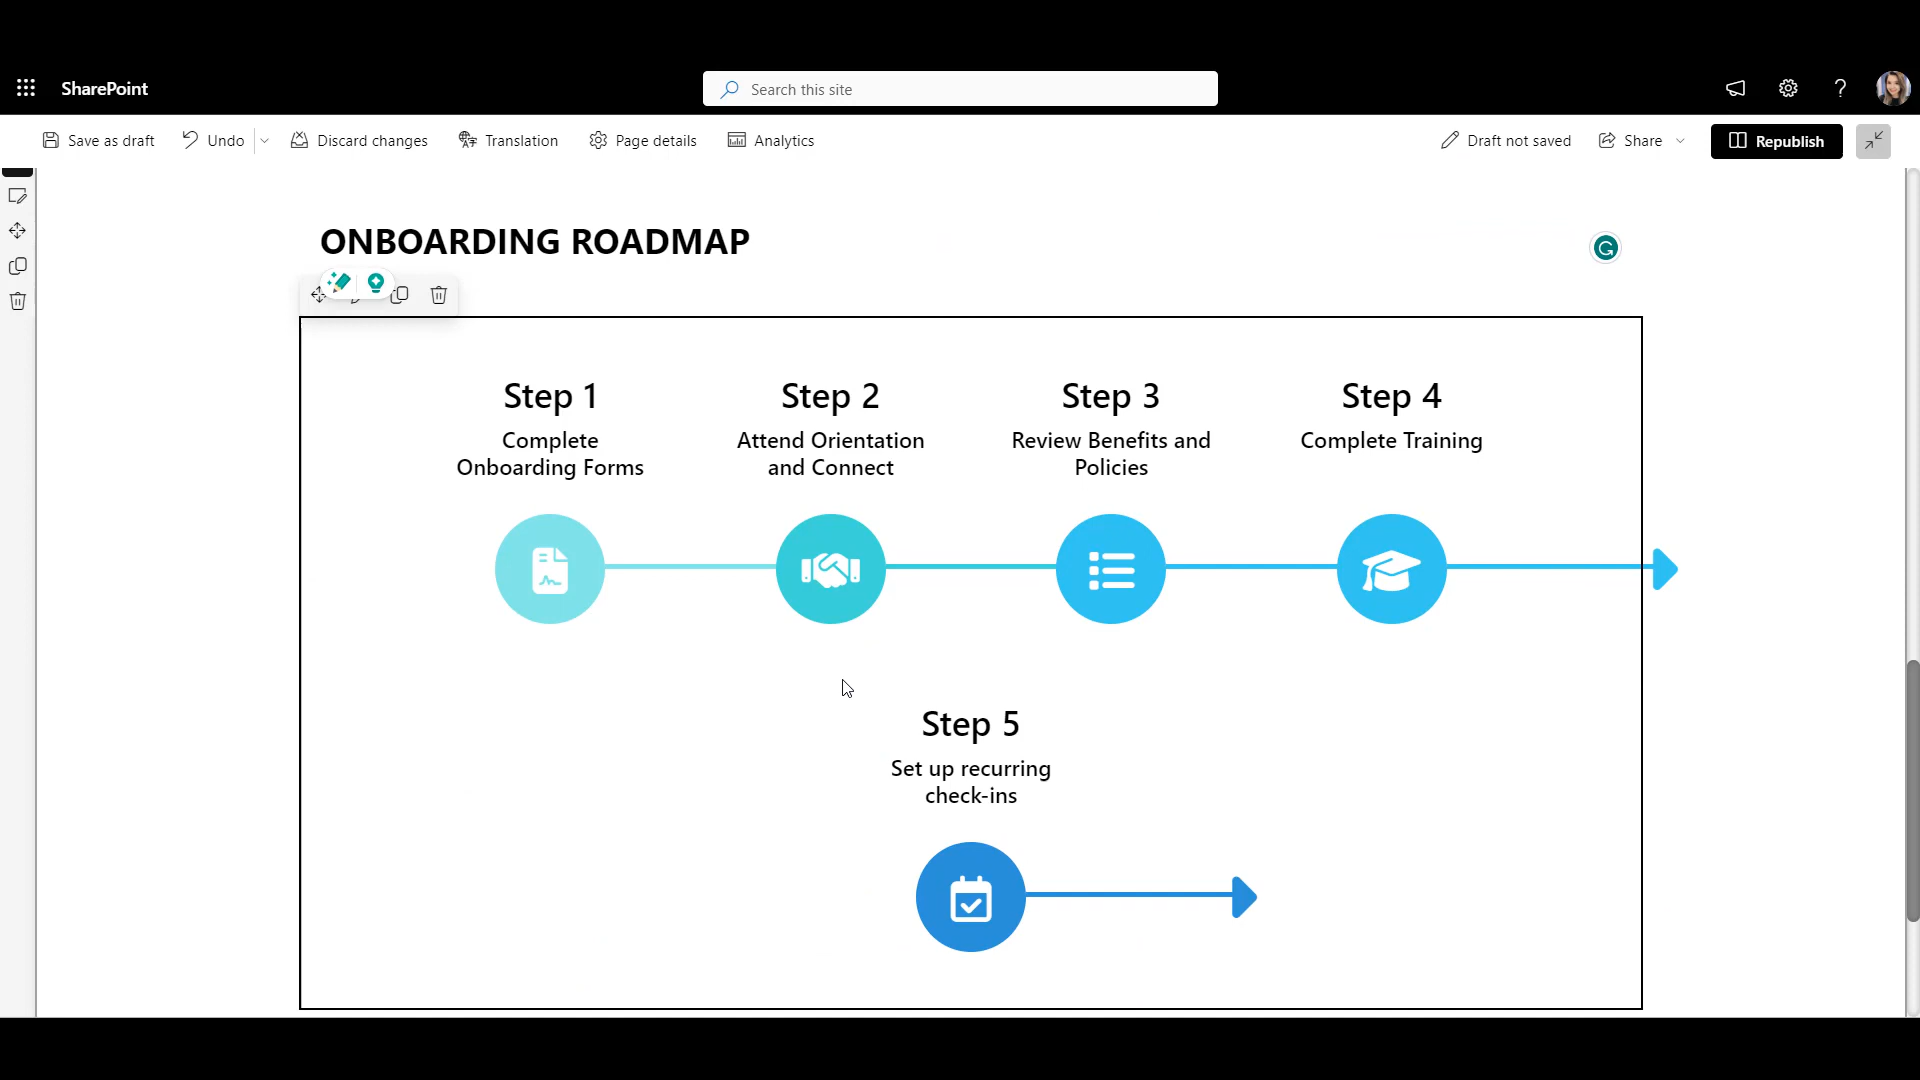 SharePoint
Search this site
Save as draft
Undo
Discard changes
Translation
Page details
Analytics
Draft not saved
Share
Republish
ONBOARDING ROADMAP
Step 1
Complete
Onboarding Forms
Step 2
Attend Orientation
and Connect
Step 3
Review Benefits and
Policies
Step 4
Complete Training
Step 5
Set up recurring
check-ins